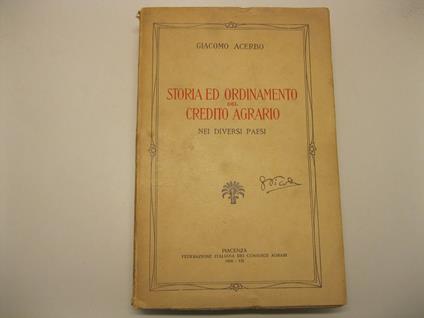 GIACOMO ACERBO
STORIA ED ORDINAMENTO
DEL
CREDITO AGRARIO
NEI DIVERSI PAESI
PIACENZA
FEDERAZIONE ITALIANA DEI CONSORZI AGRARI